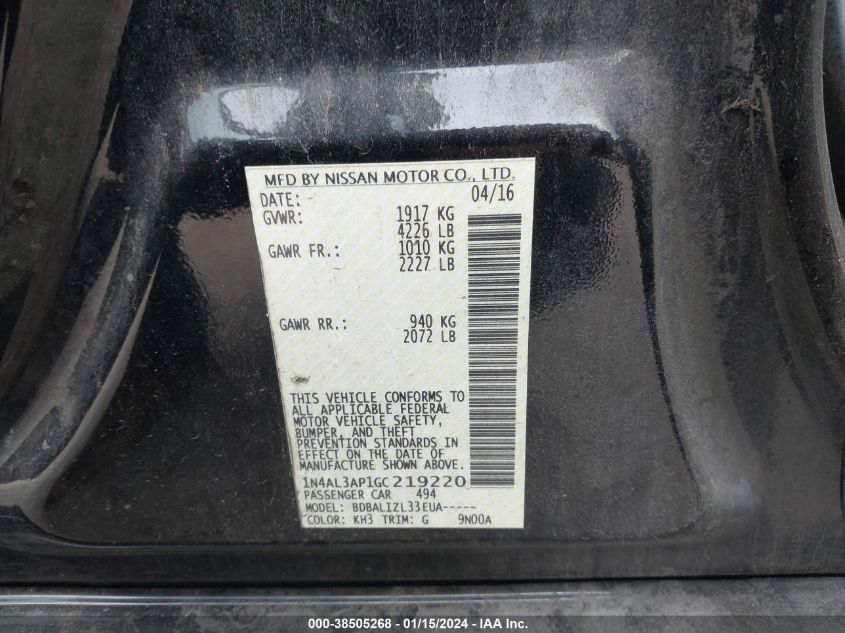 MFD BY NISSAN MOTOR CO., LTD.
DATE: 04/16
GVWR: 1917 KG
4226 LB
GAWR FR.: 1010 KG
2227 LB
GAWR RR.: 940 KG
2072 LB
THIS VEHICLE CONFORMS TO
ALL APPLICABLE FEDERAL
MOTOR VEHICLE SAFETY,
BUMPER, AND THEFT
PREVENTION STANDARDS IN
EFFECT ON THE DATE OF
MANUFACTURE SHOWN ABOVE.
1N4AL3AP1GC219220
PASSENGER CAR 494
MODEL: BDBALIZL33EUA-----
COLOR: KH3 TRIM: G 9N00A
000-38505268 - 01/15/2024 - IAA Inc.